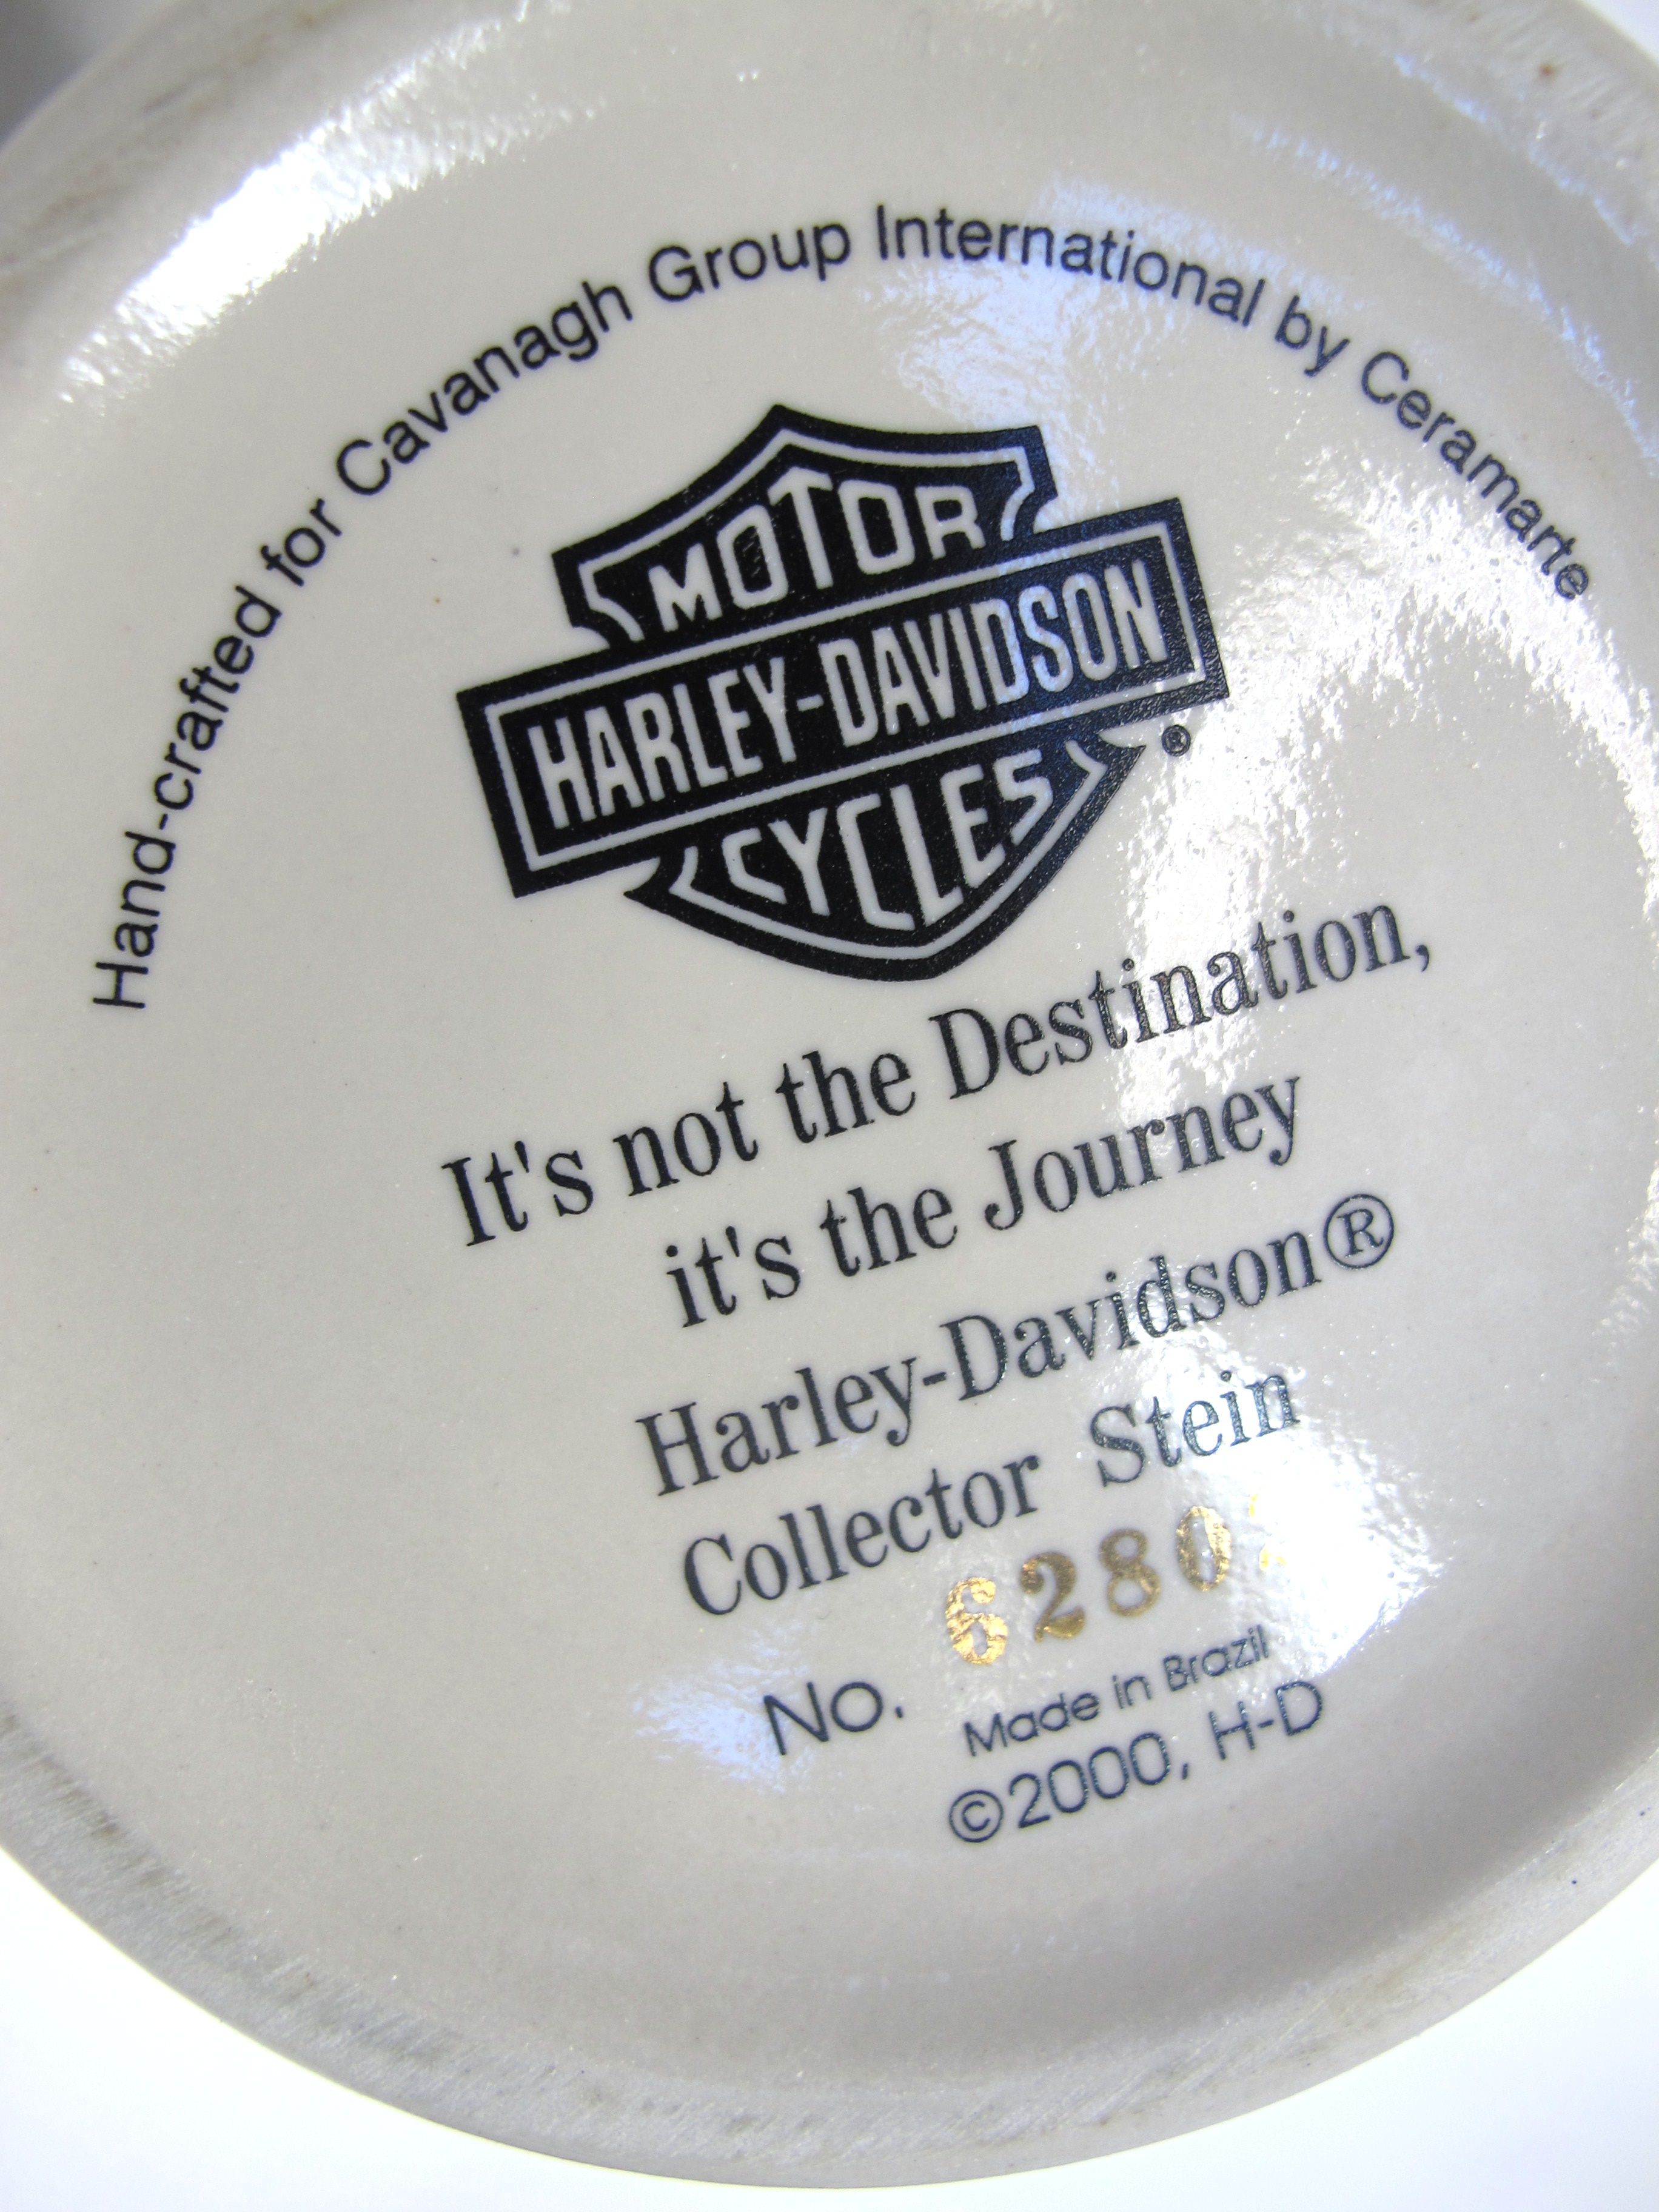 Hand-crafted for Cavanagh Group International by Ceramarte
MOTOR
HARLEY-DAVIDSON
®
CYCLES
It's not the Destination,
it's the Journey
Harley-Davidson®
Collector Stein
No.
Made in Brazil
©2000, H-D